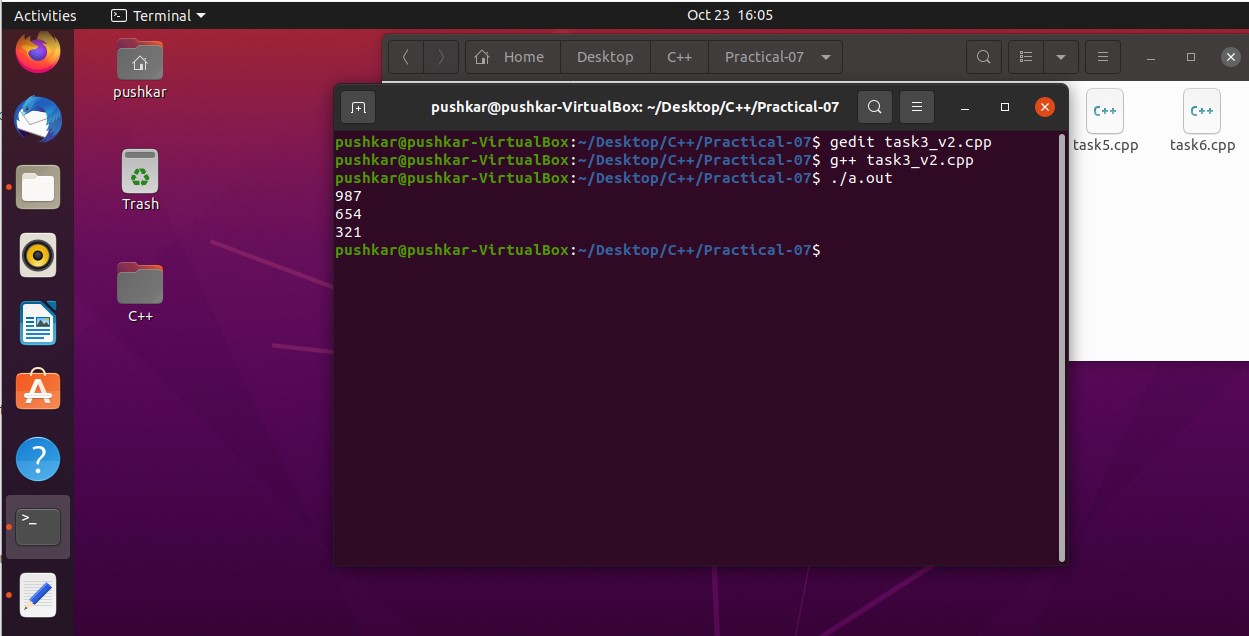 Activities
Terminal
Oct 23 16:05
pushkar
Trash
C++
Home
Desktop
C++
Practical-07
C++
task5.cpp
C++
task6.cpp
pushkar@pushkar-VirtualBox: ~/Desktop/C++/Practical-07
pushkar@pushkar-VirtualBox:~/Desktop/C++/Practical-07$ gedit task3_v2.cpp
pushkar@pushkar-VirtualBox:~/Desktop/C++/Practical-07$ g++ task3_v2.cpp
pushkar@pushkar-VirtualBox:~/Desktop/C++/Practical-07$ ./a.out
987
654
321
pushkar@pushkar-VirtualBox:~/Desktop/C++/Practical-07$